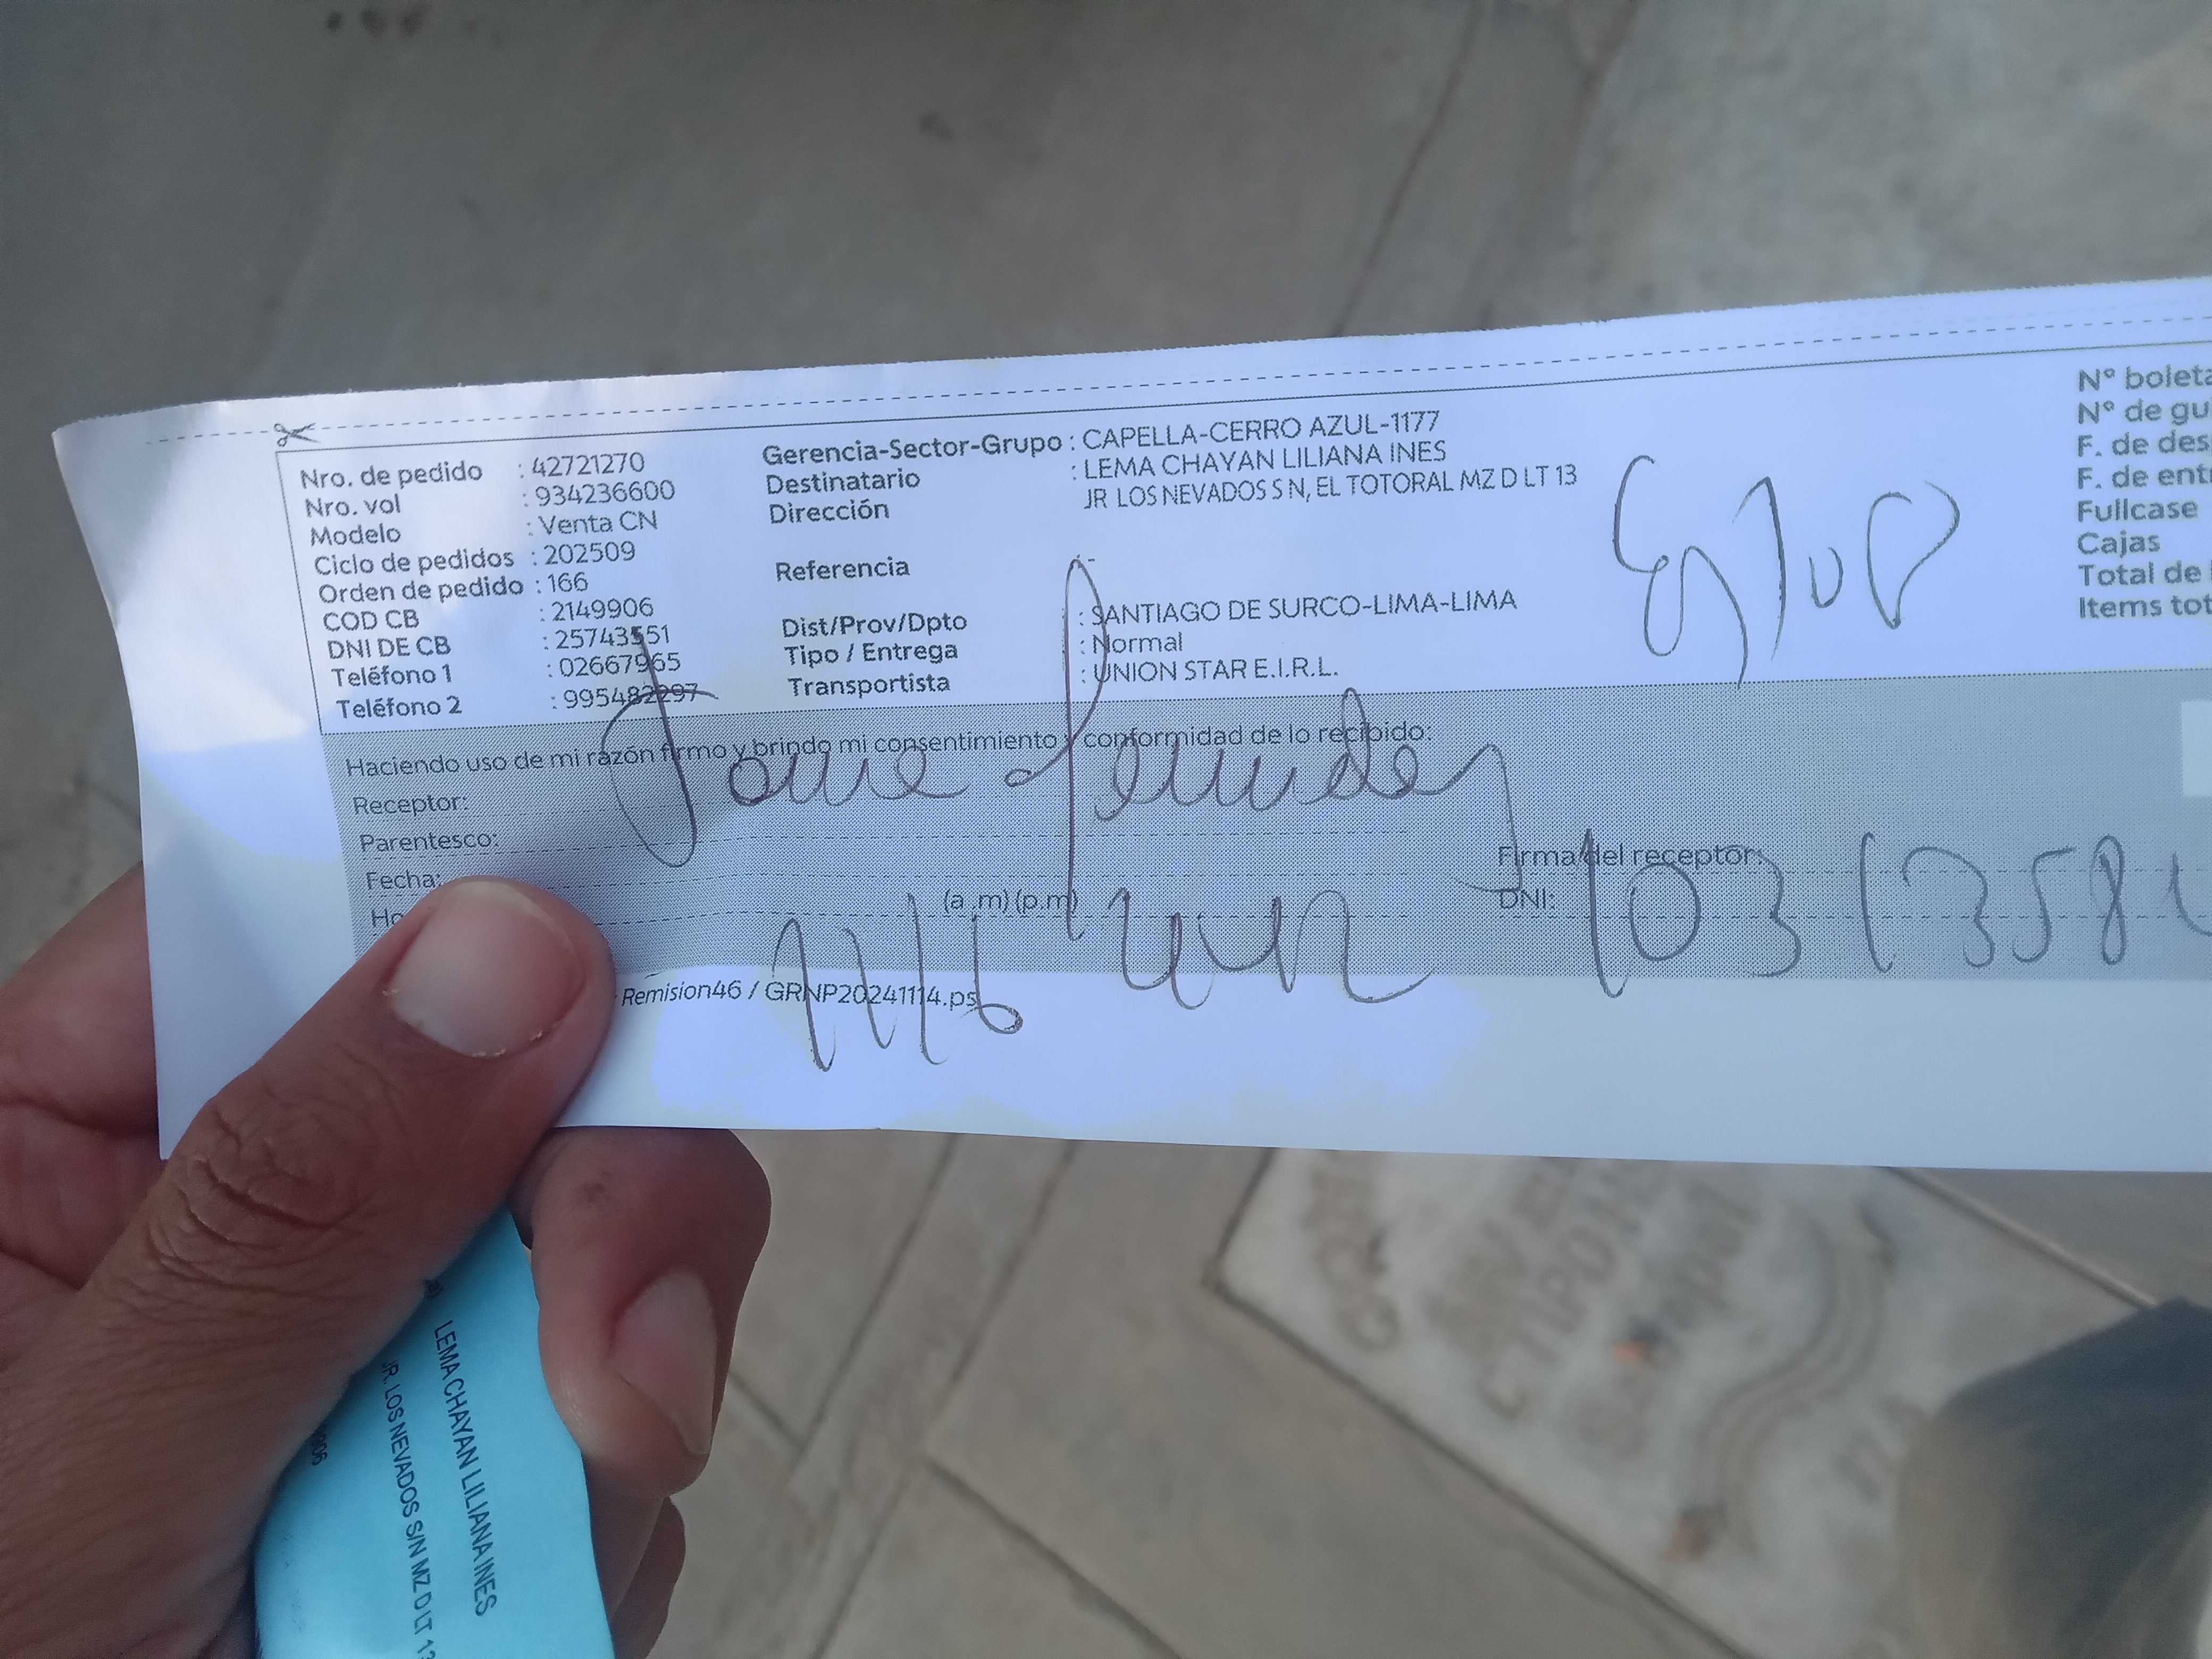 Nro. de pedido : 42721270
Nro. vol : 934236600
Modelo : Venta CN
Ciclo de pedidos : 202509
Orden de pedido : 166
COD CB : 2149906
DNI DE CB : 25743551
Teléfono 1 : 02667965
Teléfono 2 : 995482297
Gerencia-Sector-Grupo : CAPELLA-CERRO AZUL-1177
Destinatario : LEMA CHAYAN LILIANA INES
Dirección JR LOS NEVADOS S N, EL TOTORAL MZ D LT 13
Referencia
Dist/Prov/Dpto : SANTIAGO DE SURCO-LIMA-LIMA
Tipo / Entrega : Normal
Transportista : UNION STAR E.I.R.L.
Nº boleta
Nº de gu
F. de des
F. de ent
Fullcase
Cajas
Total de
Items tot
Haciendo uso de mi razón firmo y brindo mi consentimiento y conformidad de lo recibido:
Receptor:
Parentesco:
Fecha:
Ho
(a .m) (p.m)
Firma del receptor:
DNI: 1031358
Remision46 / GRNP20241114.ps
LEMA CHAYAN LILIANA INES
JR. LOS NEVADOS S/N MZ D LT 13